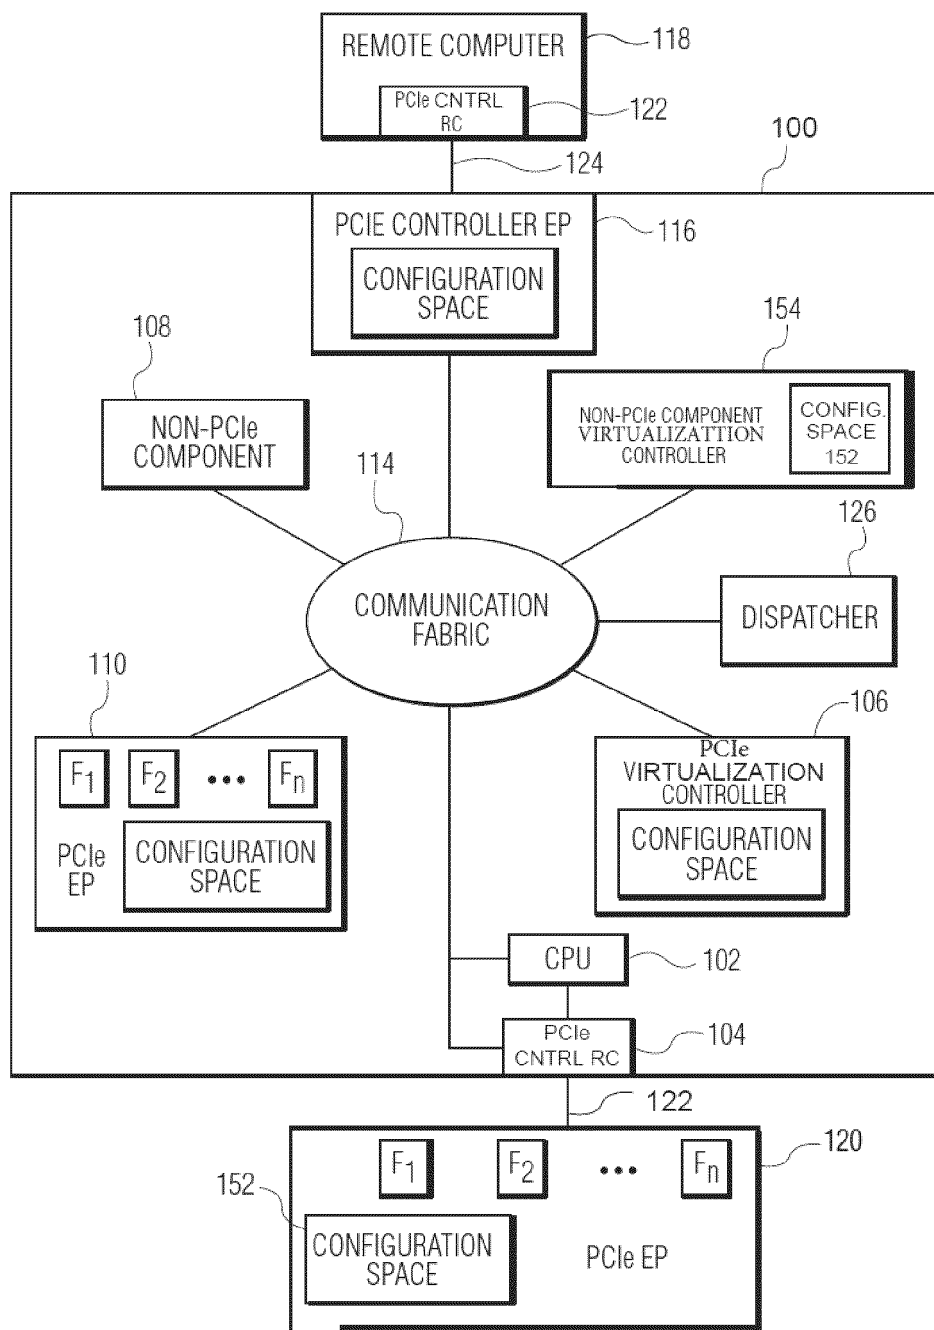 REMOTE COMPUTER
118
PCIe CNTRL
RC
122
124
100
PCIE CONTROLLER EP
116
CONFIGURATION
SPACE
108
154
NON-PCIe
COMPONENT
NON-PCIe COMPONENT
VIRTUALIZATTION
CONTROLLER
CONFIG.
SPACE
152
114
126
COMMUNICATION
FABRIC
DISPATCHER
110
106
F1
F2
•••
Fn
PCIe
EP
CONFIGURATION
SPACE
PCIe
VIRTUALIZATION
CONTROLLER
CONFIGURATION
SPACE
CPU
102
PCIe
CNTRL RC
104
122
120
F1
F2
•••
Fn
152
CONFIGURATION
SPACE
PCIe EP